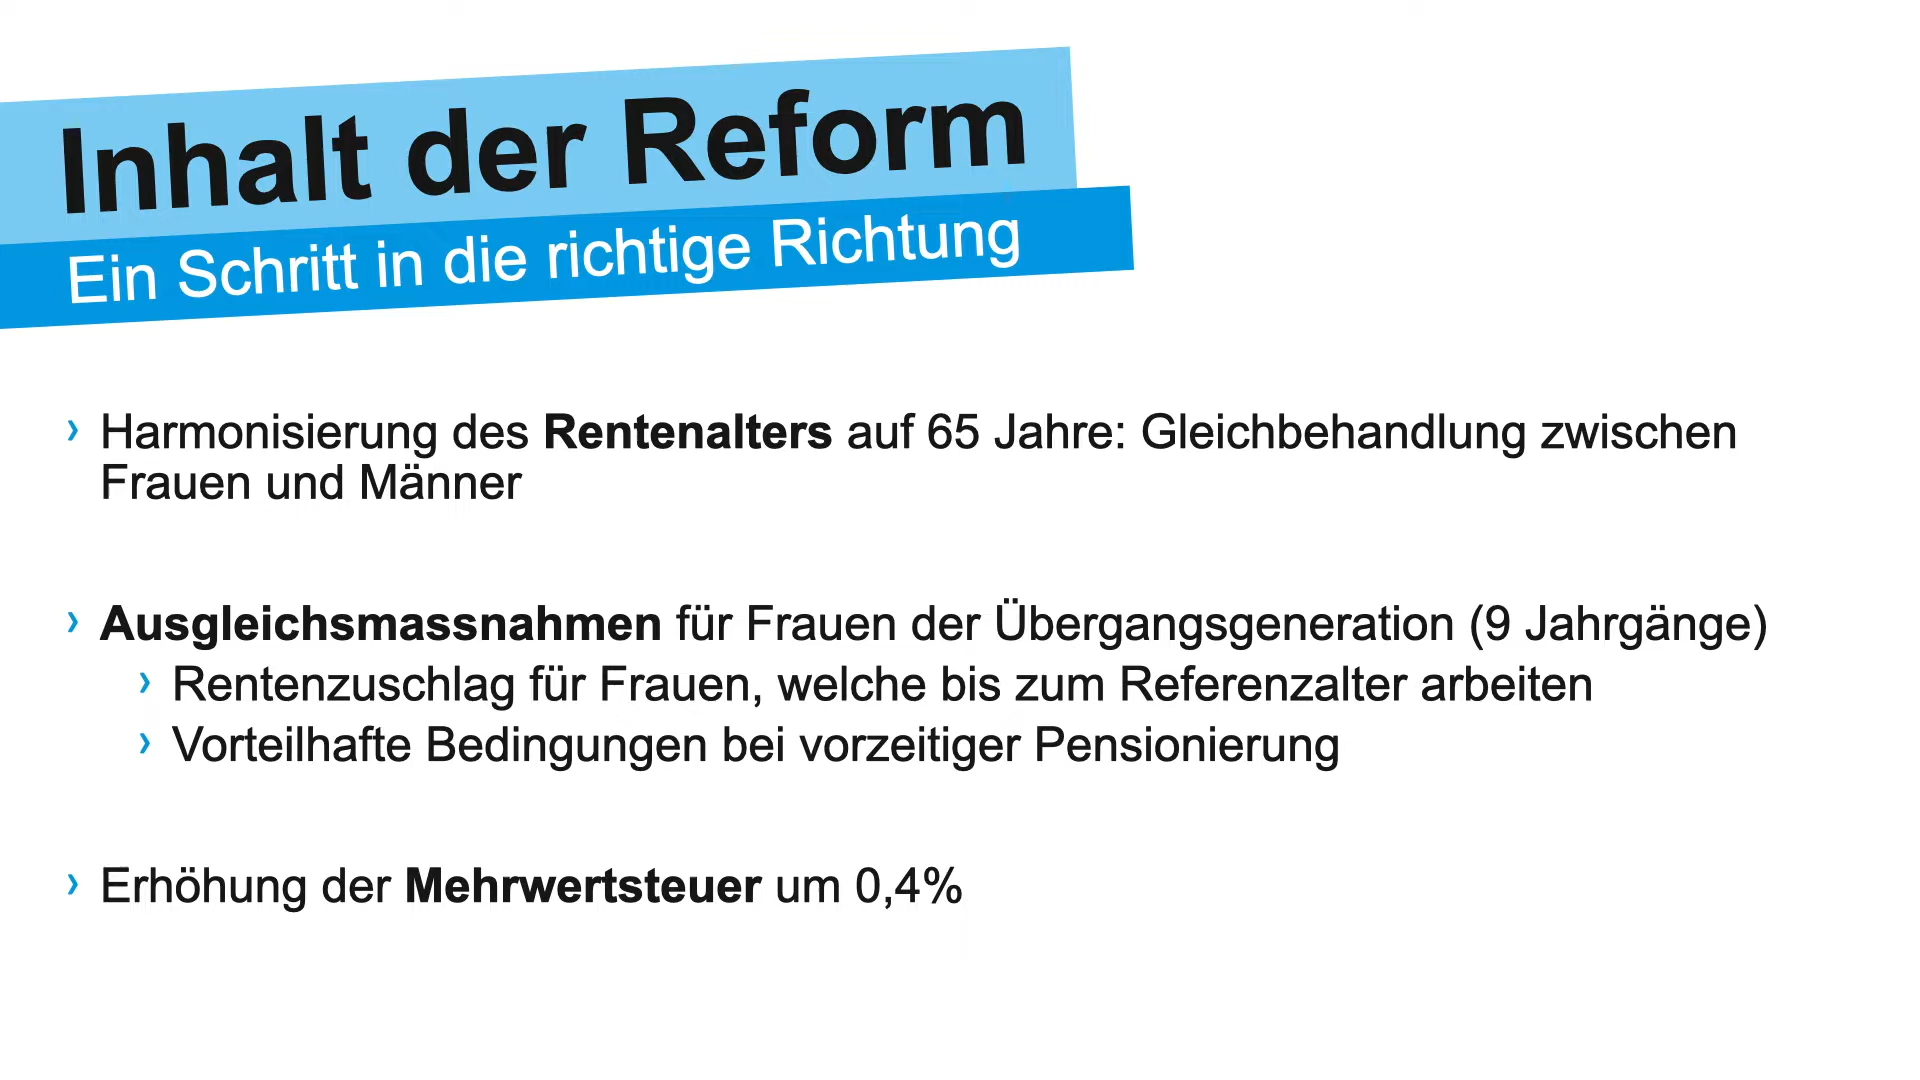 Inhalt der Reform
Ein Schritt in die richtige Richtung
› Harmonisierung des Rentenalters auf 65 Jahre: Gleichbehandlung zwischen
Frauen und Männer
› Ausgleichsmassnahmen für Frauen der Übergangsgeneration (9 Jahrgänge)
› Rentenzuschlag für Frauen, welche bis zum Referenzalter arbeiten
› Vorteilhafte Bedingungen bei vorzeitiger Pensionierung
› Erhöhung der Mehrwertsteuer um 0,4%